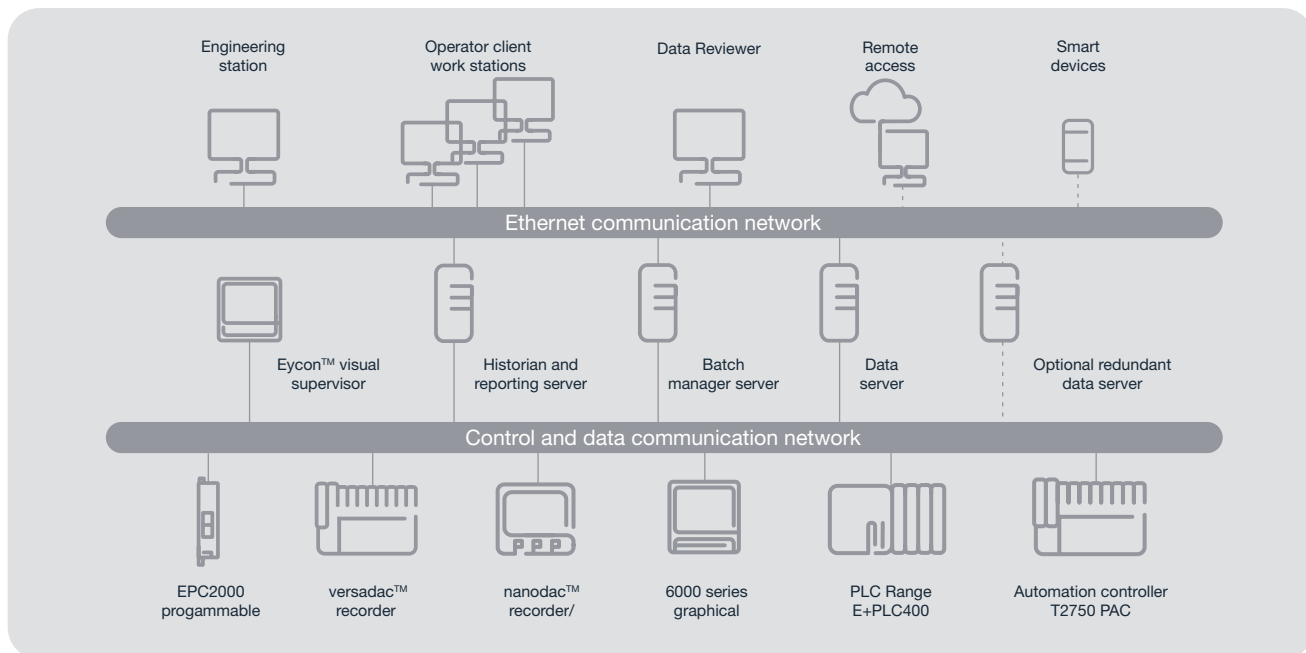 Engineering
station
Operator client
work stations
Data Reviewer
Remote
access
Smart
devices
Ethernet communication network
Eycon™ visual
supervisor
Historian and
reporting server
Batch
manager server
Data
server
Optional redundant
data server
Control and data communication network
EPC2000
progammable
versadac™
recorder
nanodac™
recorder/
6000 series
graphical
PLC Range
E+PLC400
Automation controller
T2750 PAC